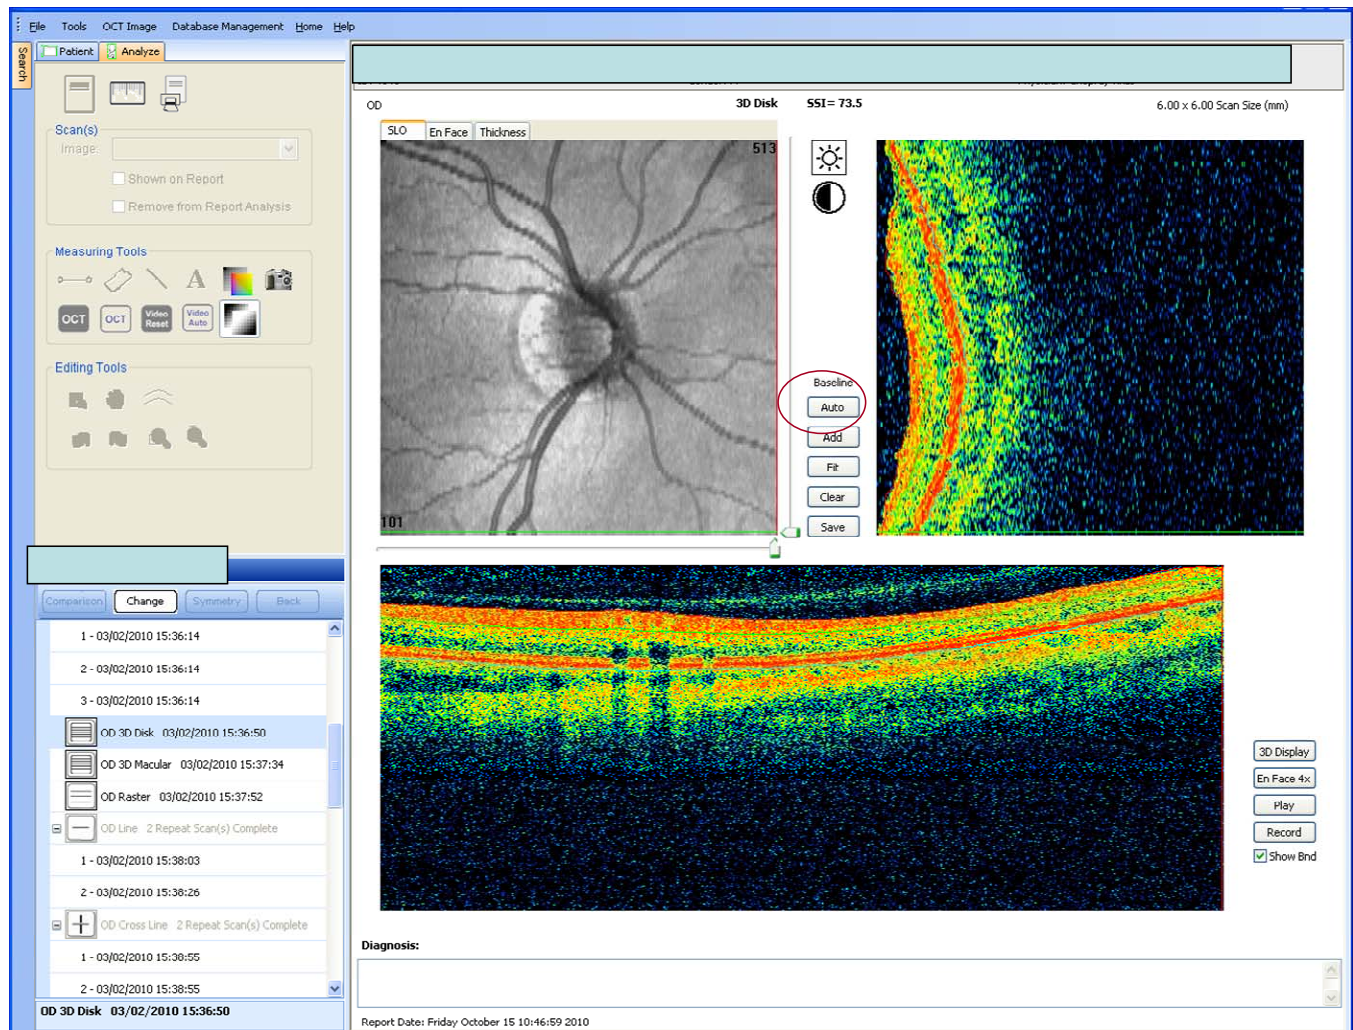 File Tools OCT Image Database Management Home Help
Search
Patient Analyze
Scan(s)
Image:
Shown on Report
Remove from Report Analysis
Measuring Tools
A
OCT OCT Video Reset Video Auto
Editing Tools
Comparison Change Symmetry Back
1 - 03/02/2010 15:36:14
2 - 03/02/2010 15:36:14
3 - 03/02/2010 15:36:14
OD 3D Disk 03/02/2010 15:36:50
OD 3D Macular 03/02/2010 15:37:34
OD Raster 03/02/2010 15:37:52
OD Line 2 Repeat Scan(s) Complete
1 - 03/02/2010 15:38:03
2 - 03/02/2010 15:38:26
OD Cross Line 2 Repeat Scan(s) Complete
1 - 03/02/2010 15:38:55
2 - 03/02/2010 15:38:55
OD 3D Disk 03/02/2010 15:36:50
OD 3D Disk SSI= 73.5 6.00 x 6.00 Scan Size (mm)
SLO En Face Thickness
513
101
Baseline
Auto
Add
Fit
Clear
Save
3D Display
En Face 4x
Play
Record
Show Bnd
Diagnosis:
Report Date: Friday October 15 10:46:59 2010